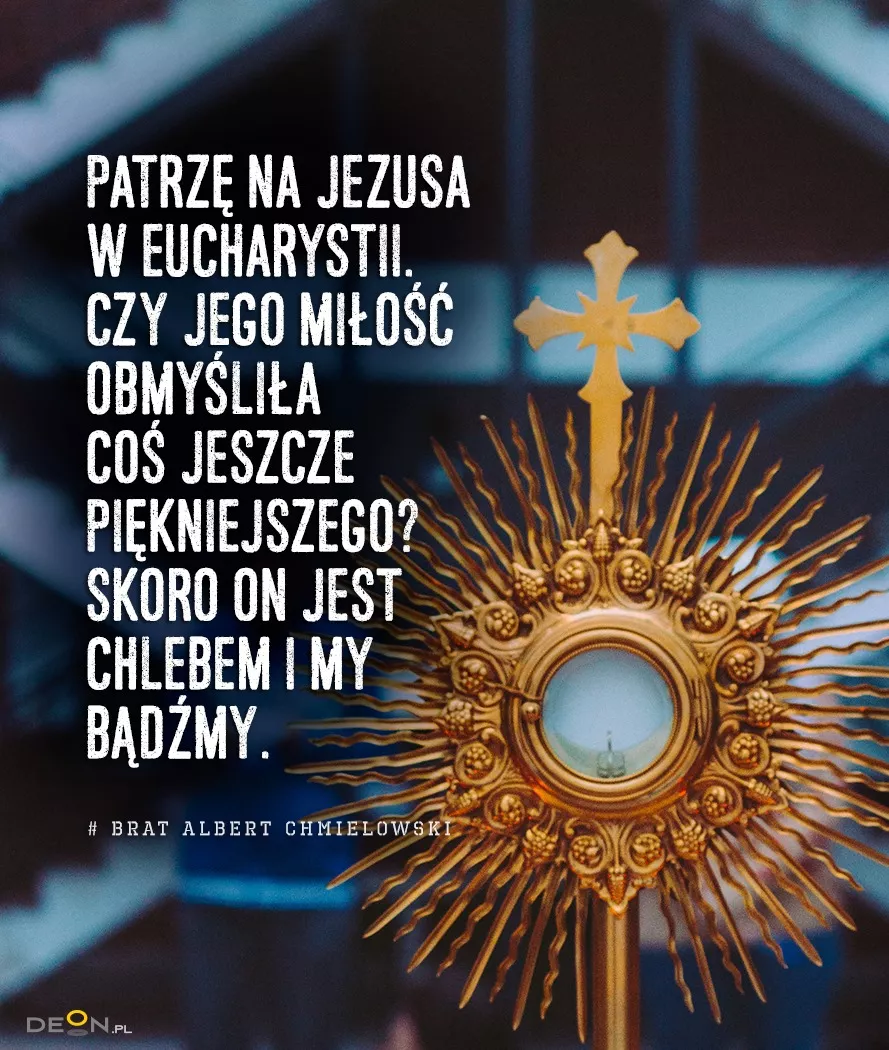 PATRZĘ NA JEZUSA
W EUCHARYSTII.
CZY JEGO MIŁOŚĆ
OBMYŚLIŁA
COŚ JESZCZE
PIĘKNIEJSZEGO?
SKORO ON JEST
CHLEBEM I MY
BĄDŹMY.
# BRAT ALBERT CHMIELOWSKI
DEON.PL